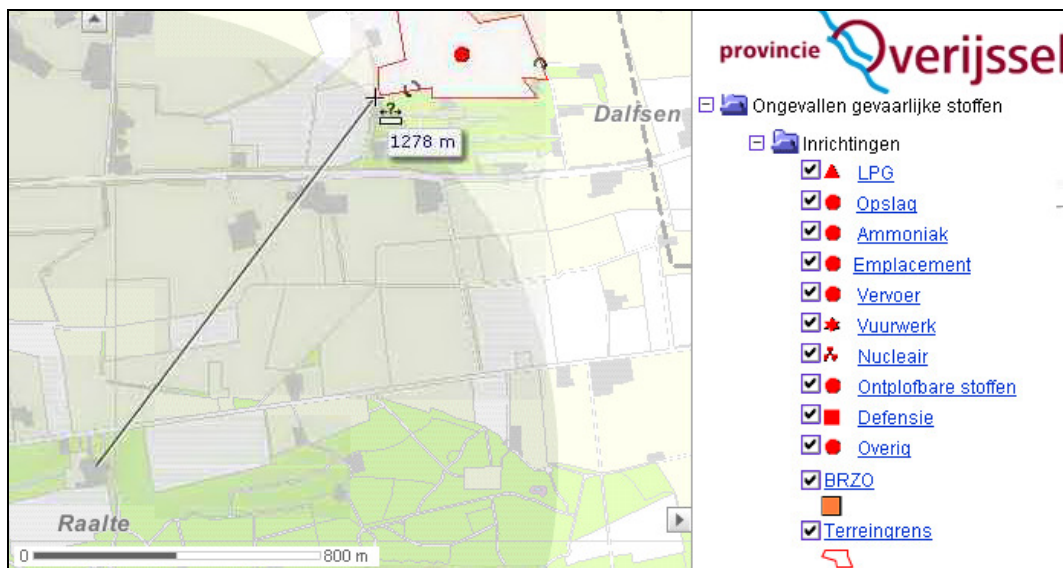 Dalfsen
1278 m
Raalte
0
800 m
provincie Overijssel
Ongevallen gevaarlijke stoffen
Inrichtingen
LPG
Opslag
Ammoniak
Emplacement
Vervoer
Vuurwerk
Nucleair
Ontplofbare stoffen
Defensie
Overig
BRZO
Terreingrens